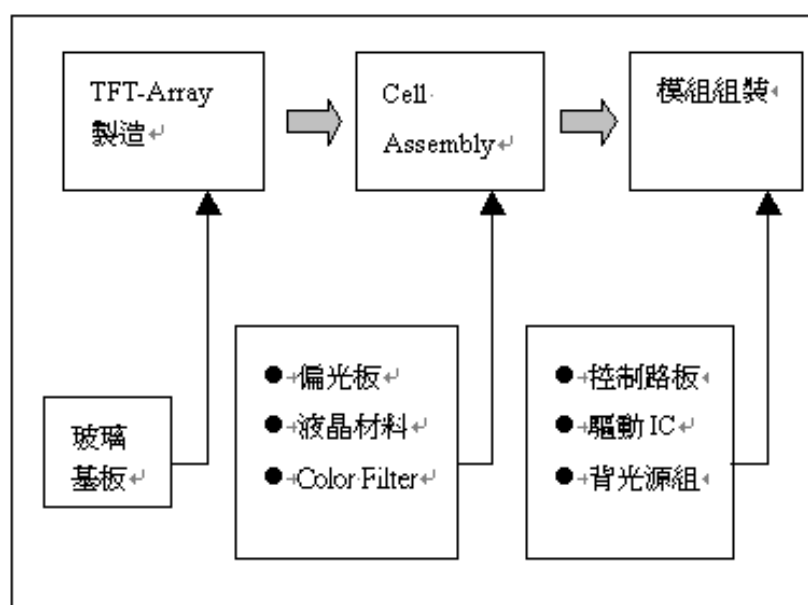 TFT-Array
製造
Cell
Assembly
模組組裝
玻璃
基板
偏光板
液晶材料
Color Filter
控制路板
驅動 IC
背光源組